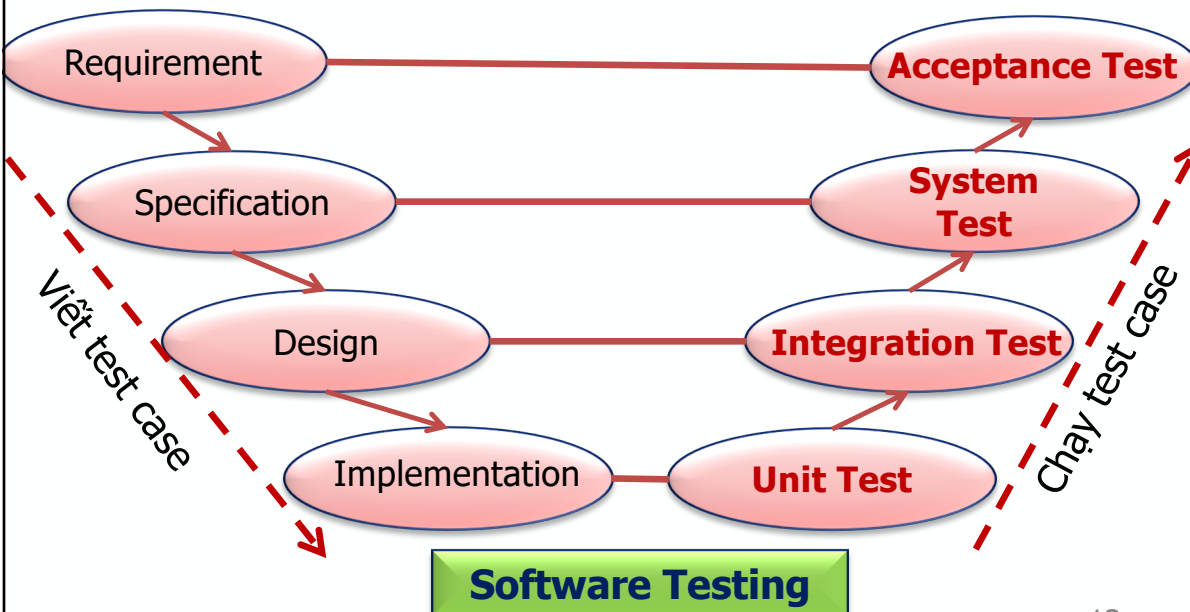 Requirement
Acceptance Test
Specification
System
Test
Viết test case
Design
Integration Test
Chạy test case
Implementation
Unit Test
Software Testing